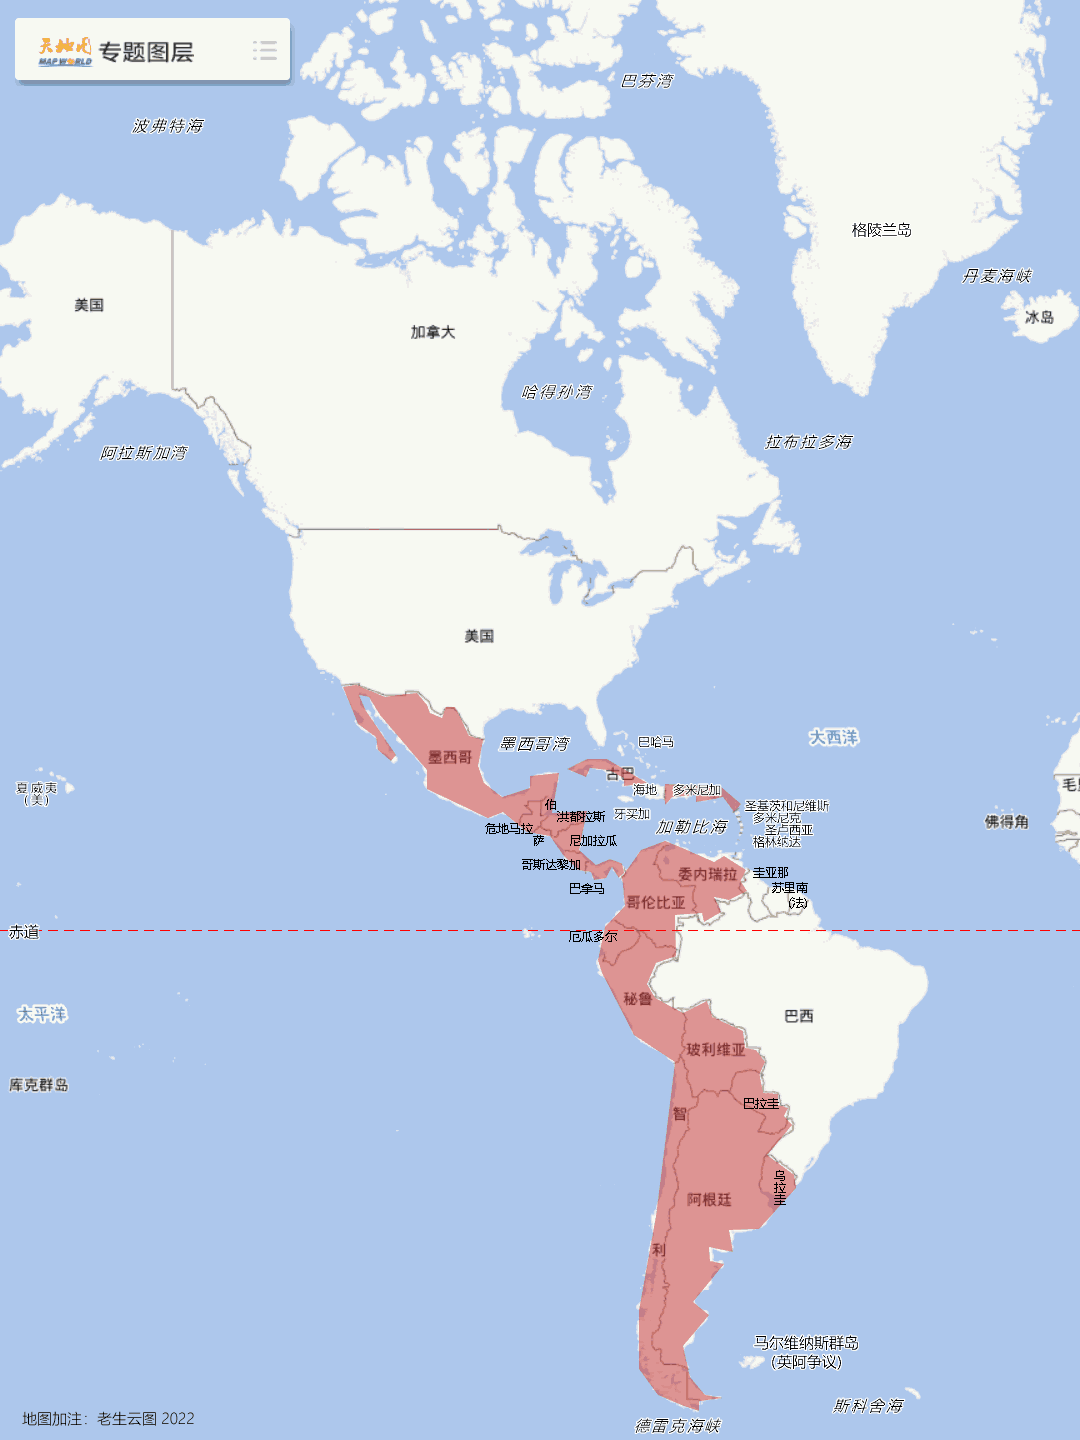 天地图
MAP WORLD
专题图层
巴芬湾
波弗特海
格陵兰岛
丹麦海峡
美国
冰岛
加拿大
哈得孙湾
拉布拉多海
阿拉斯加湾
美国
大西洋
墨西哥湾
巴哈马
墨西哥
古巴
夏威夷
(美)
海地
多米尼加
毛里
伯
圣基茨和尼维斯
洪都拉斯
牙买加
多米尼克
佛得角
危地马拉
加勒比海
圣卢西亚
萨
尼加拉瓜
格林纳达
哥斯达黎加
委内瑞拉
圭亚那
巴拿马
苏里南
哥伦比亚
(法)
赤道
厄瓜多尔
秘鲁
太平洋
巴西
玻利维亚
库克群岛
巴拉圭
智
乌
拉
圭
阿根廷
利
马尔维纳斯群岛
(英阿争议)
斯科舍海
地图加注：老生云图 2022
德雷克海峡